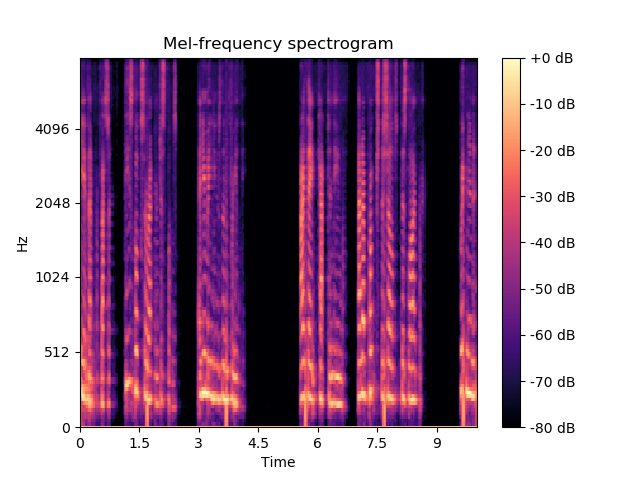 Mel-frequency spectrogram
+0 dB
-10 dB
4096
-20 dB
2048
-30 dB
Hz
-40 dB
1024
-50 dB
-60 dB
512
-70 dB
0
-80 dB
0 1.5 3 4.5 6 7.5 9
Time